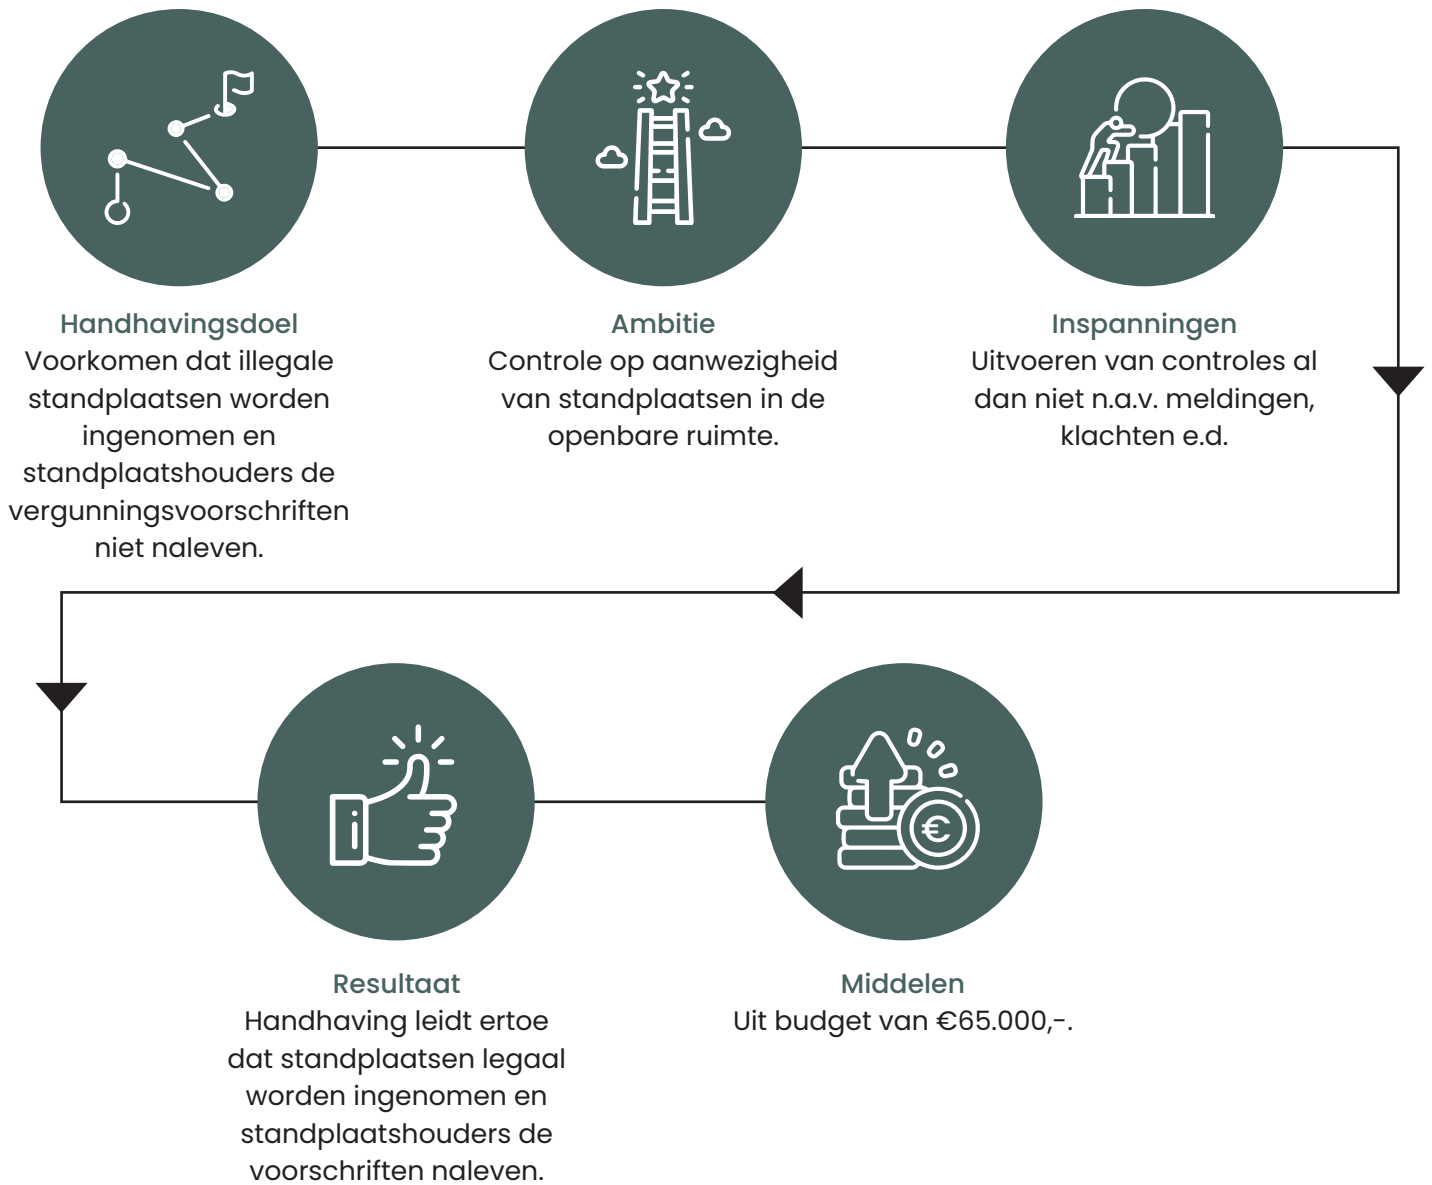 Handhavingsdoel
Voorkomen dat illegale
standplaatsen worden
ingenomen en
standplaatshouders de
vergunningsvoorschriften
niet naleven.
Ambitie
Controle op aanwezigheid
van standplaatsen in de
openbare ruimte.
Inspanningen
Uitvoeren van controles al
dan niet n.a.v. meldingen,
klachten e.d.
€
Resultaat
Handhaving leidt ertoe
dat standplaatsen legaal
worden ingenomen en
standplaatshouders de
voorschriften naleven.
Middelen
Uit budget van €65.000,-.